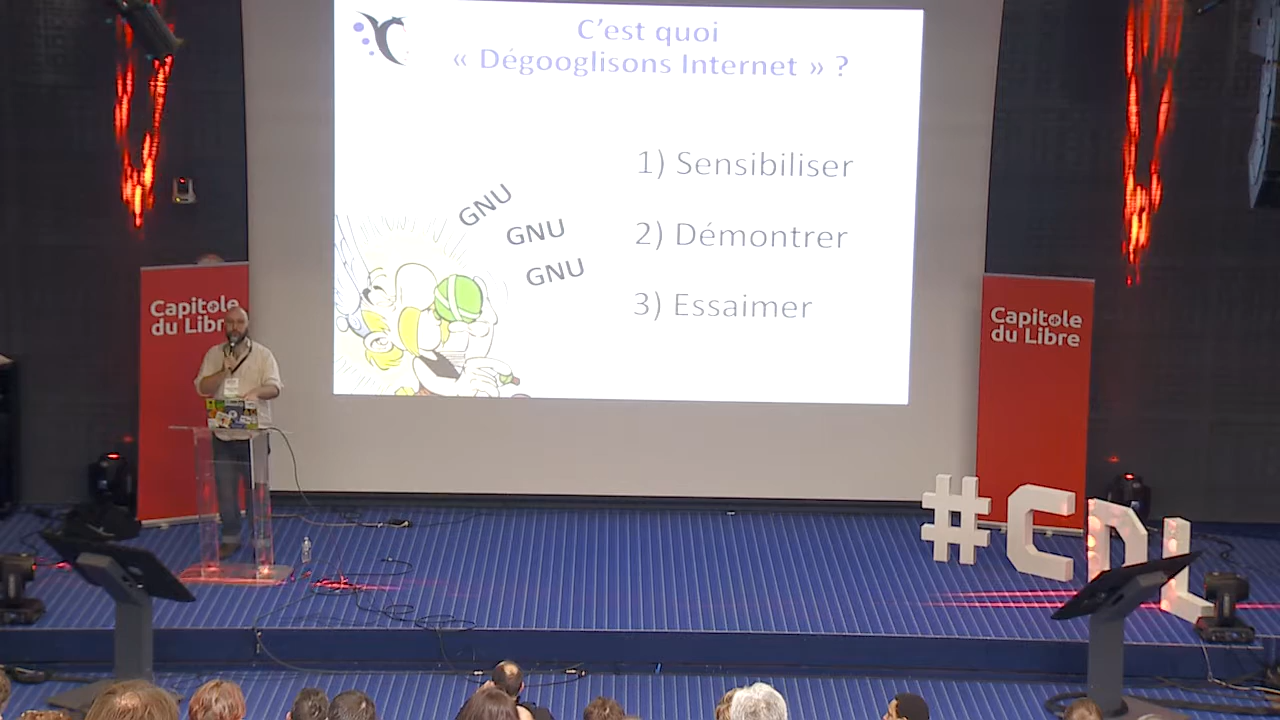 C’est quoi
« Dégooglisons Internet » ?
1) Sensibiliser
2) Démontrer
3) Essaimer
GNU
GNU
GNU
Capitole
du Libr
Capitole
du Libre
#CDL